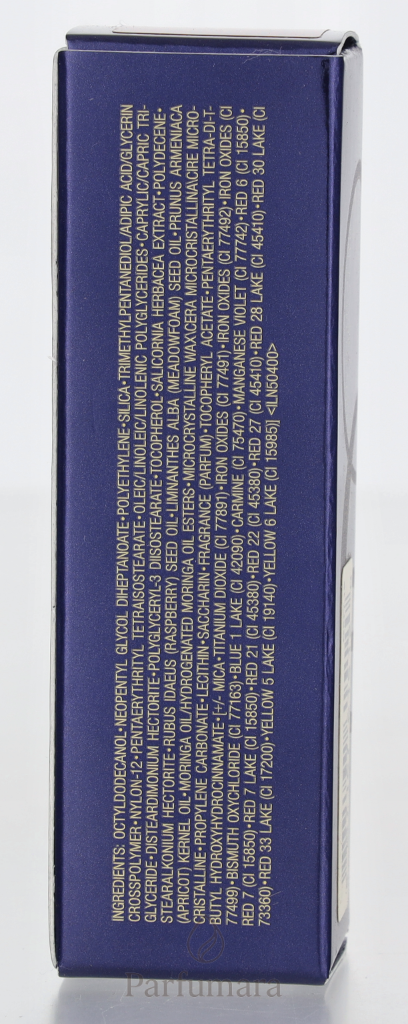 INGREDIENTS: OCTYLDODECANOL•NEOPENTYL GLYCOL DIHEPTANOATE•POLYETHYLENE•SILICA•TRIMETHYLPENTANEDIOL/ADIPIC ACID/GLYCERIN
CROSSPOLYMER•NYLON-12•PENTAERYTHRITYL TETRAISOSTEARATE•OLEIC/LINOLEIC/LINOLENIC POLYGLYCERIDES•CAPRYLIC/CAPRIC TRI-
GLYCERIDE•DISTEARDIMONIUM HECTORITE•POLYGLYCERYL-3 DIISOSTEARATE•TOCOPHEROL•SALICORNIA HERBACEA EXTRACT•POLYDECENE•
STEARALKONIUM HECTORITE•RUBUS IDAEUS (RASPBERRY) SEED OIL•LIMNANTHES ALBA (MEADOWFOAM) SEED OIL•PRUNUS ARMENIACA
(APRICOT) KERNEL OIL•MORINGA OIL/HYDROGENATED MORINGA OIL ESTERS•MICROCRYSTALLINE WAX\CERA MICROCRISTALLINA\CIRE MICRO-
CRISTALLINE•PROPYLENE CARBONATE•LECITHIN•SACCHARIN•FRAGRANCE (PARFUM)•TOCOPHERYL ACETATE•PENTAERYTHRITYL TETRA-DI-T-
BUTYL HYDROXYHYDROCINNAMATE•[+/- MICA•TITANIUM DIOXIDE (CI 77891)•IRON OXIDES (CI 77491)•IRON OXIDES (CI 77492)•IRON OXIDES (CI
77499)•BISMUTH OXYCHLORIDE (CI 77163)•BLUE 1 LAKE (CI 42090)•CARMINE (CI 75470)•MANGANESE VIOLET (CI 77742)•RED 6 (CI 15850)•
RED 7 (CI 15850)•RED 7 LAKE (CI 15850)•RED 21 (CI 45380)•RED 22 (CI 45380)•RED 27 (CI 45410)•RED 28 LAKE (CI 45410)•RED 30 LAKE (CI
73360)•RED 33 LAKE (CI 17200)•YELLOW 5 LAKE (CI 19140)•YELLOW 6 LAKE (CI 15985)] <ILN50400>
Parfumara